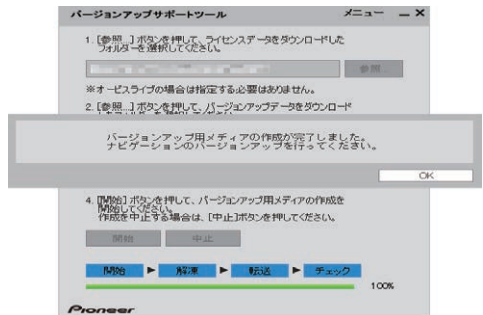 バージョンアップサポートツール
メニュー
1. [参照...]ボタンを押して、ライセンスデータをダウンロードした
フォルダーを選択してください。
参照...
※オービスライブの場合は指定する必要はありません。
2. [参照...]ボタンを押して、バージョンアップデータをダウンロード
バージョンアップ用メディアの作成が完了しました。
ナビゲーションのバージョンアップを行ってください。
OK
4. [開始]ボタンを押して、バージョンアップ用メディアの作成を
開始してください。
作成を中止する場合は、[中止]ボタンを押してください。
開始
中止
開始 ▶ 解凍 ▶ 転送 ▶ チェック
100%
Pioneer